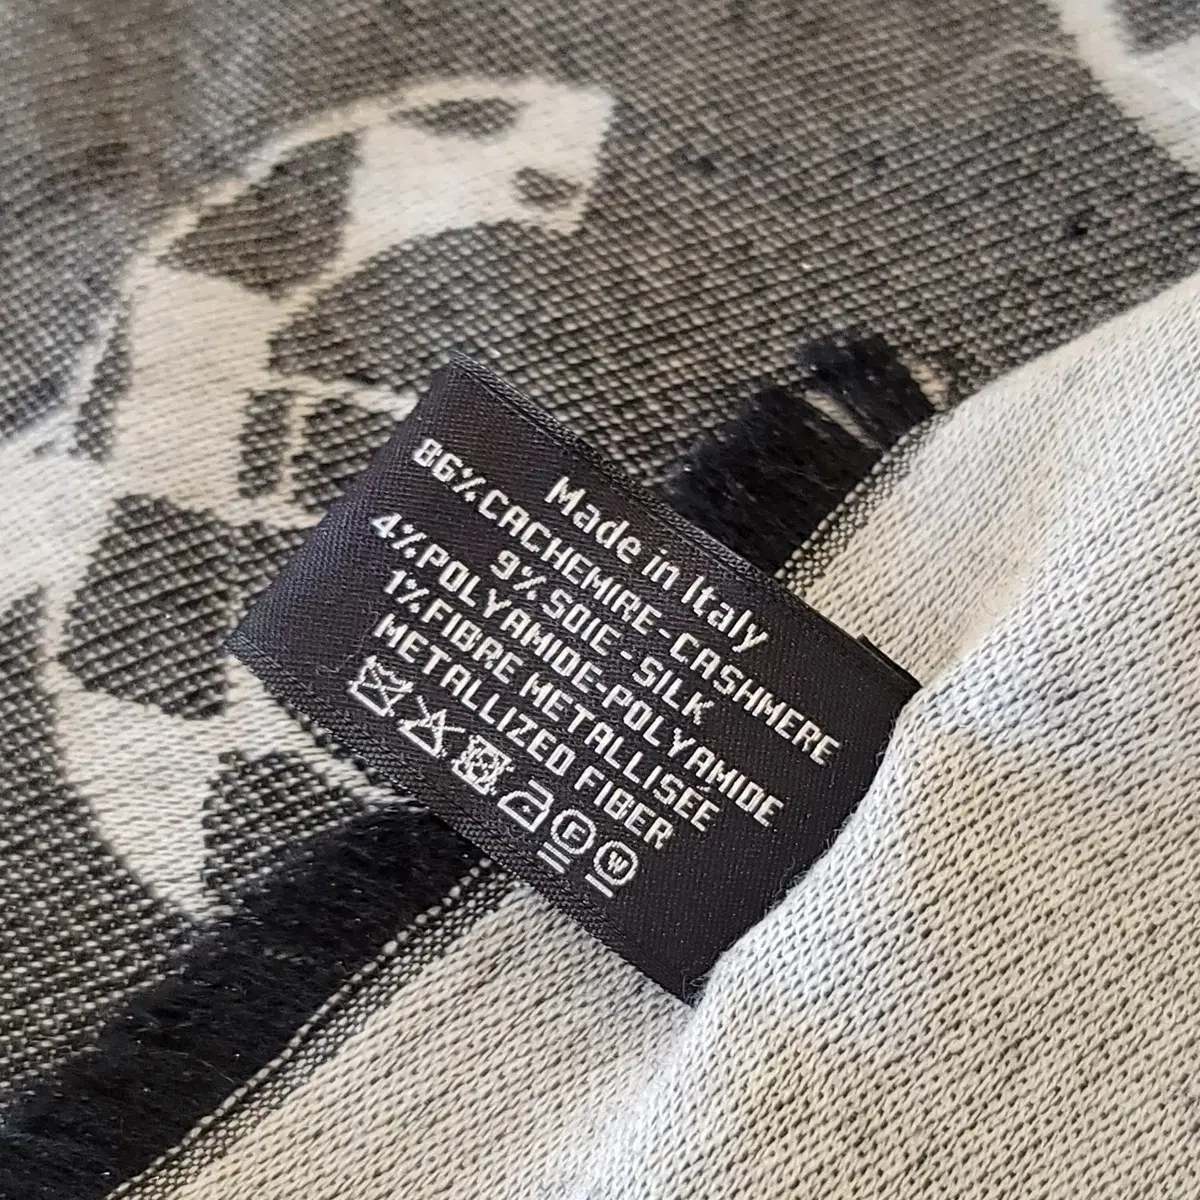 Made in Italy
86% CACHEMIRE - CASHMERE
9% SOIE - SILK
4% POLYAMIDE-POLYAMIDE
1% FIBRE METALLISÉE
METALLIZED FIBER
F W